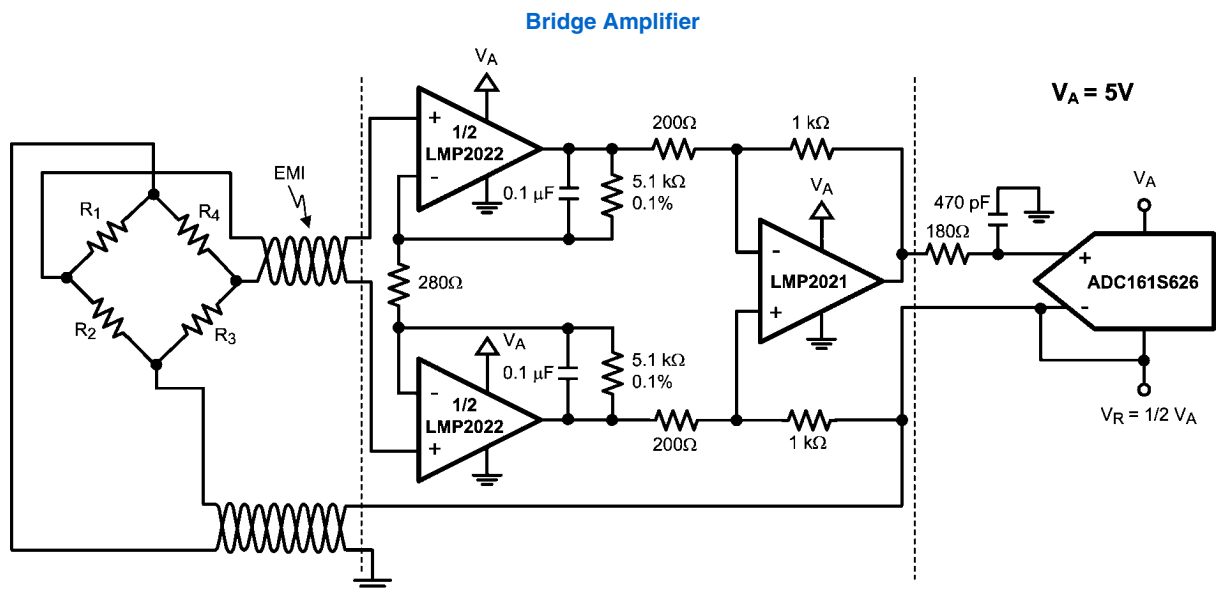 Bridge Amplifier
V_A
V_A = 5V
EMI
R_1
R_4
R_2
R_3
+
1/2
LMP2022
-
0.1 µF
5.1 kΩ
0.1%
200Ω
1 kΩ
280Ω
V_A
-
LMP2021
+
470 pF
180Ω
V_A
+
ADC161S626
-
V_R = 1/2 V_A
V_A
-
1/2
LMP2022
+
0.1 µF
5.1 kΩ
0.1%
200Ω
1 kΩ